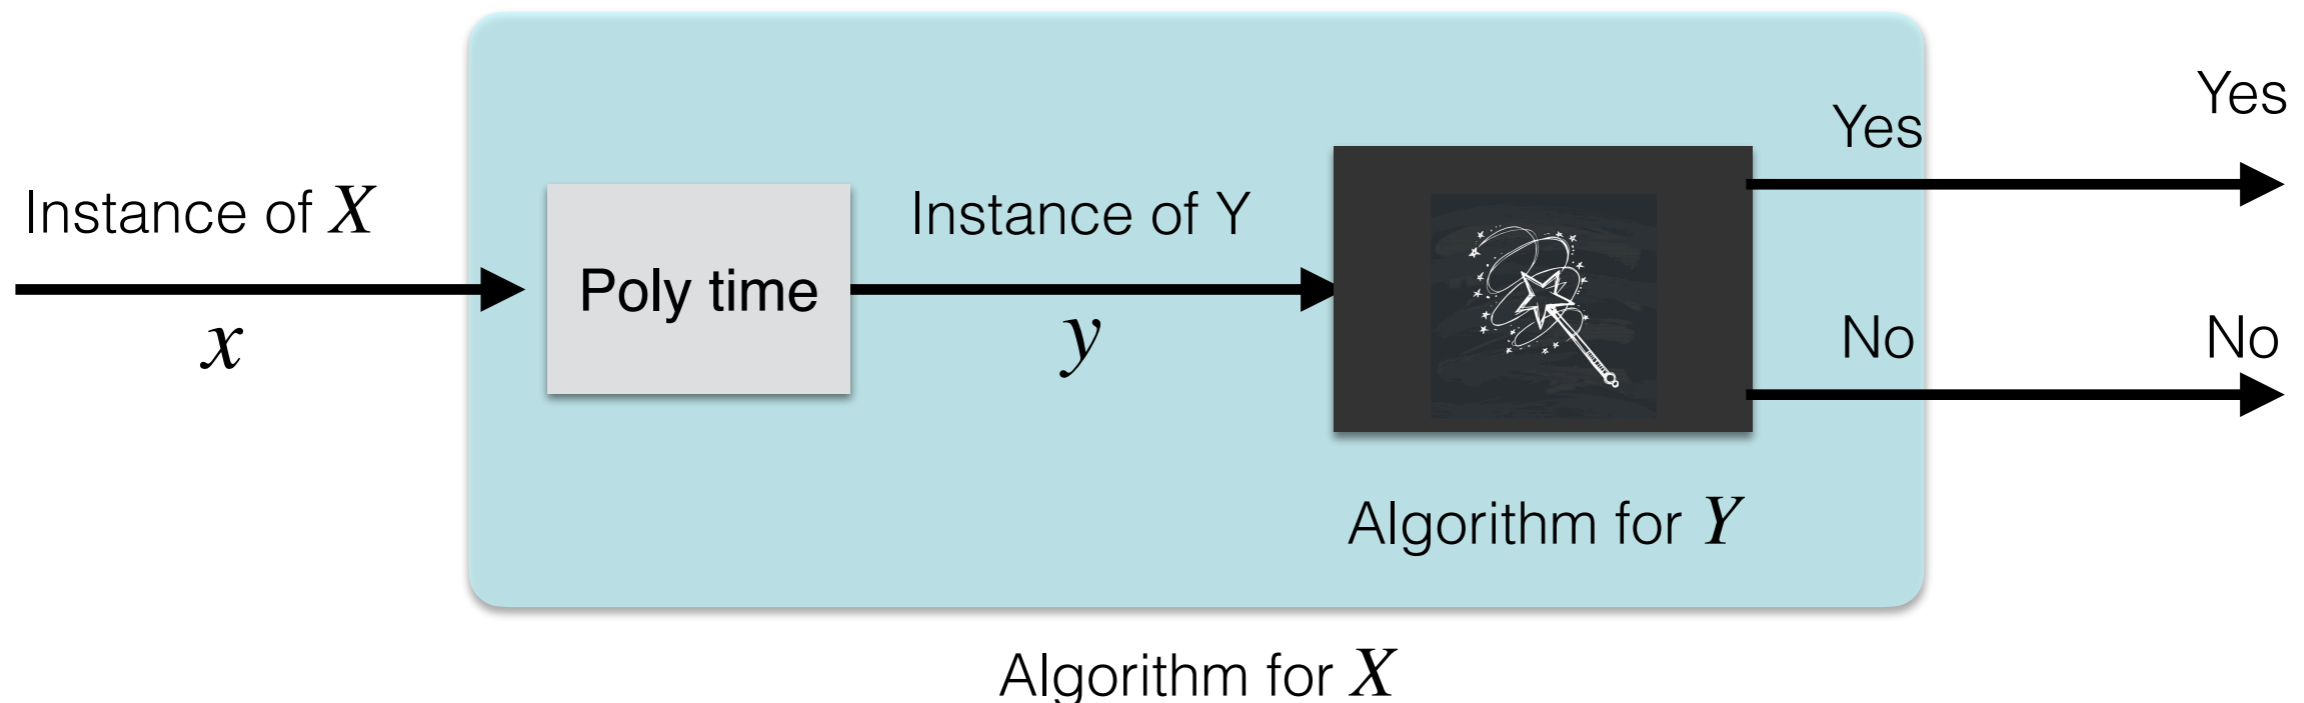 Instance of X
x
Poly time
Instance of Y
y
Yes
No
Yes
No
Algorithm for Y
Algorithm for X